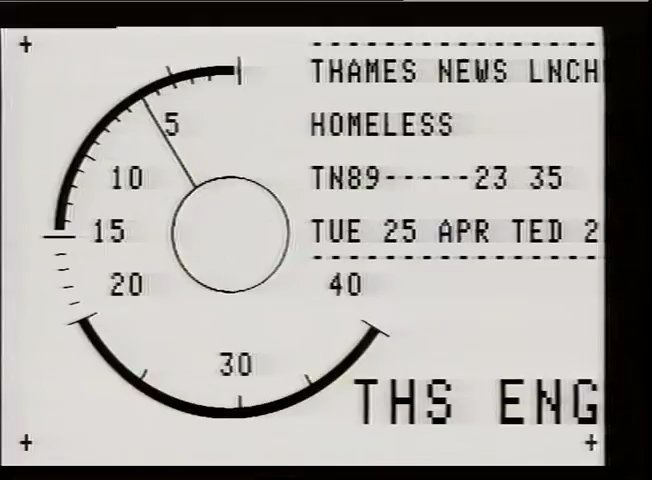 THAMES NEWS LNCH
5
HOMELESS
10
TN89-----23 35
15
TUE 25 APR TED 2
20
40
30
THS ENG